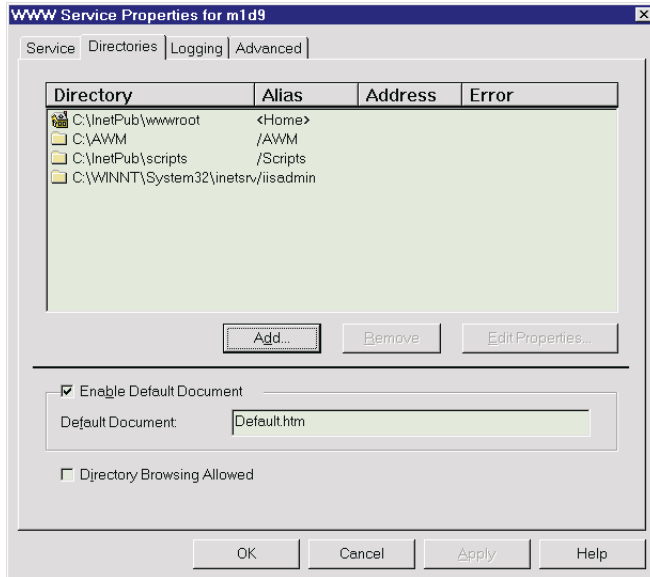 WWW Service Properties for m1d9
Service Directories Logging Advanced
Directory Alias Address Error
C:\InetPub\wwwroot <Home>
C:\AWM /AWM
C:\InetPub\scripts /Scripts
C:\WINNT\System32\inetsrv/iisadmin
Add... Remove Edit Properties...
Enable Default Document
Default Document: Default.htm
Directory Browsing Allowed
OK Cancel Apply Help